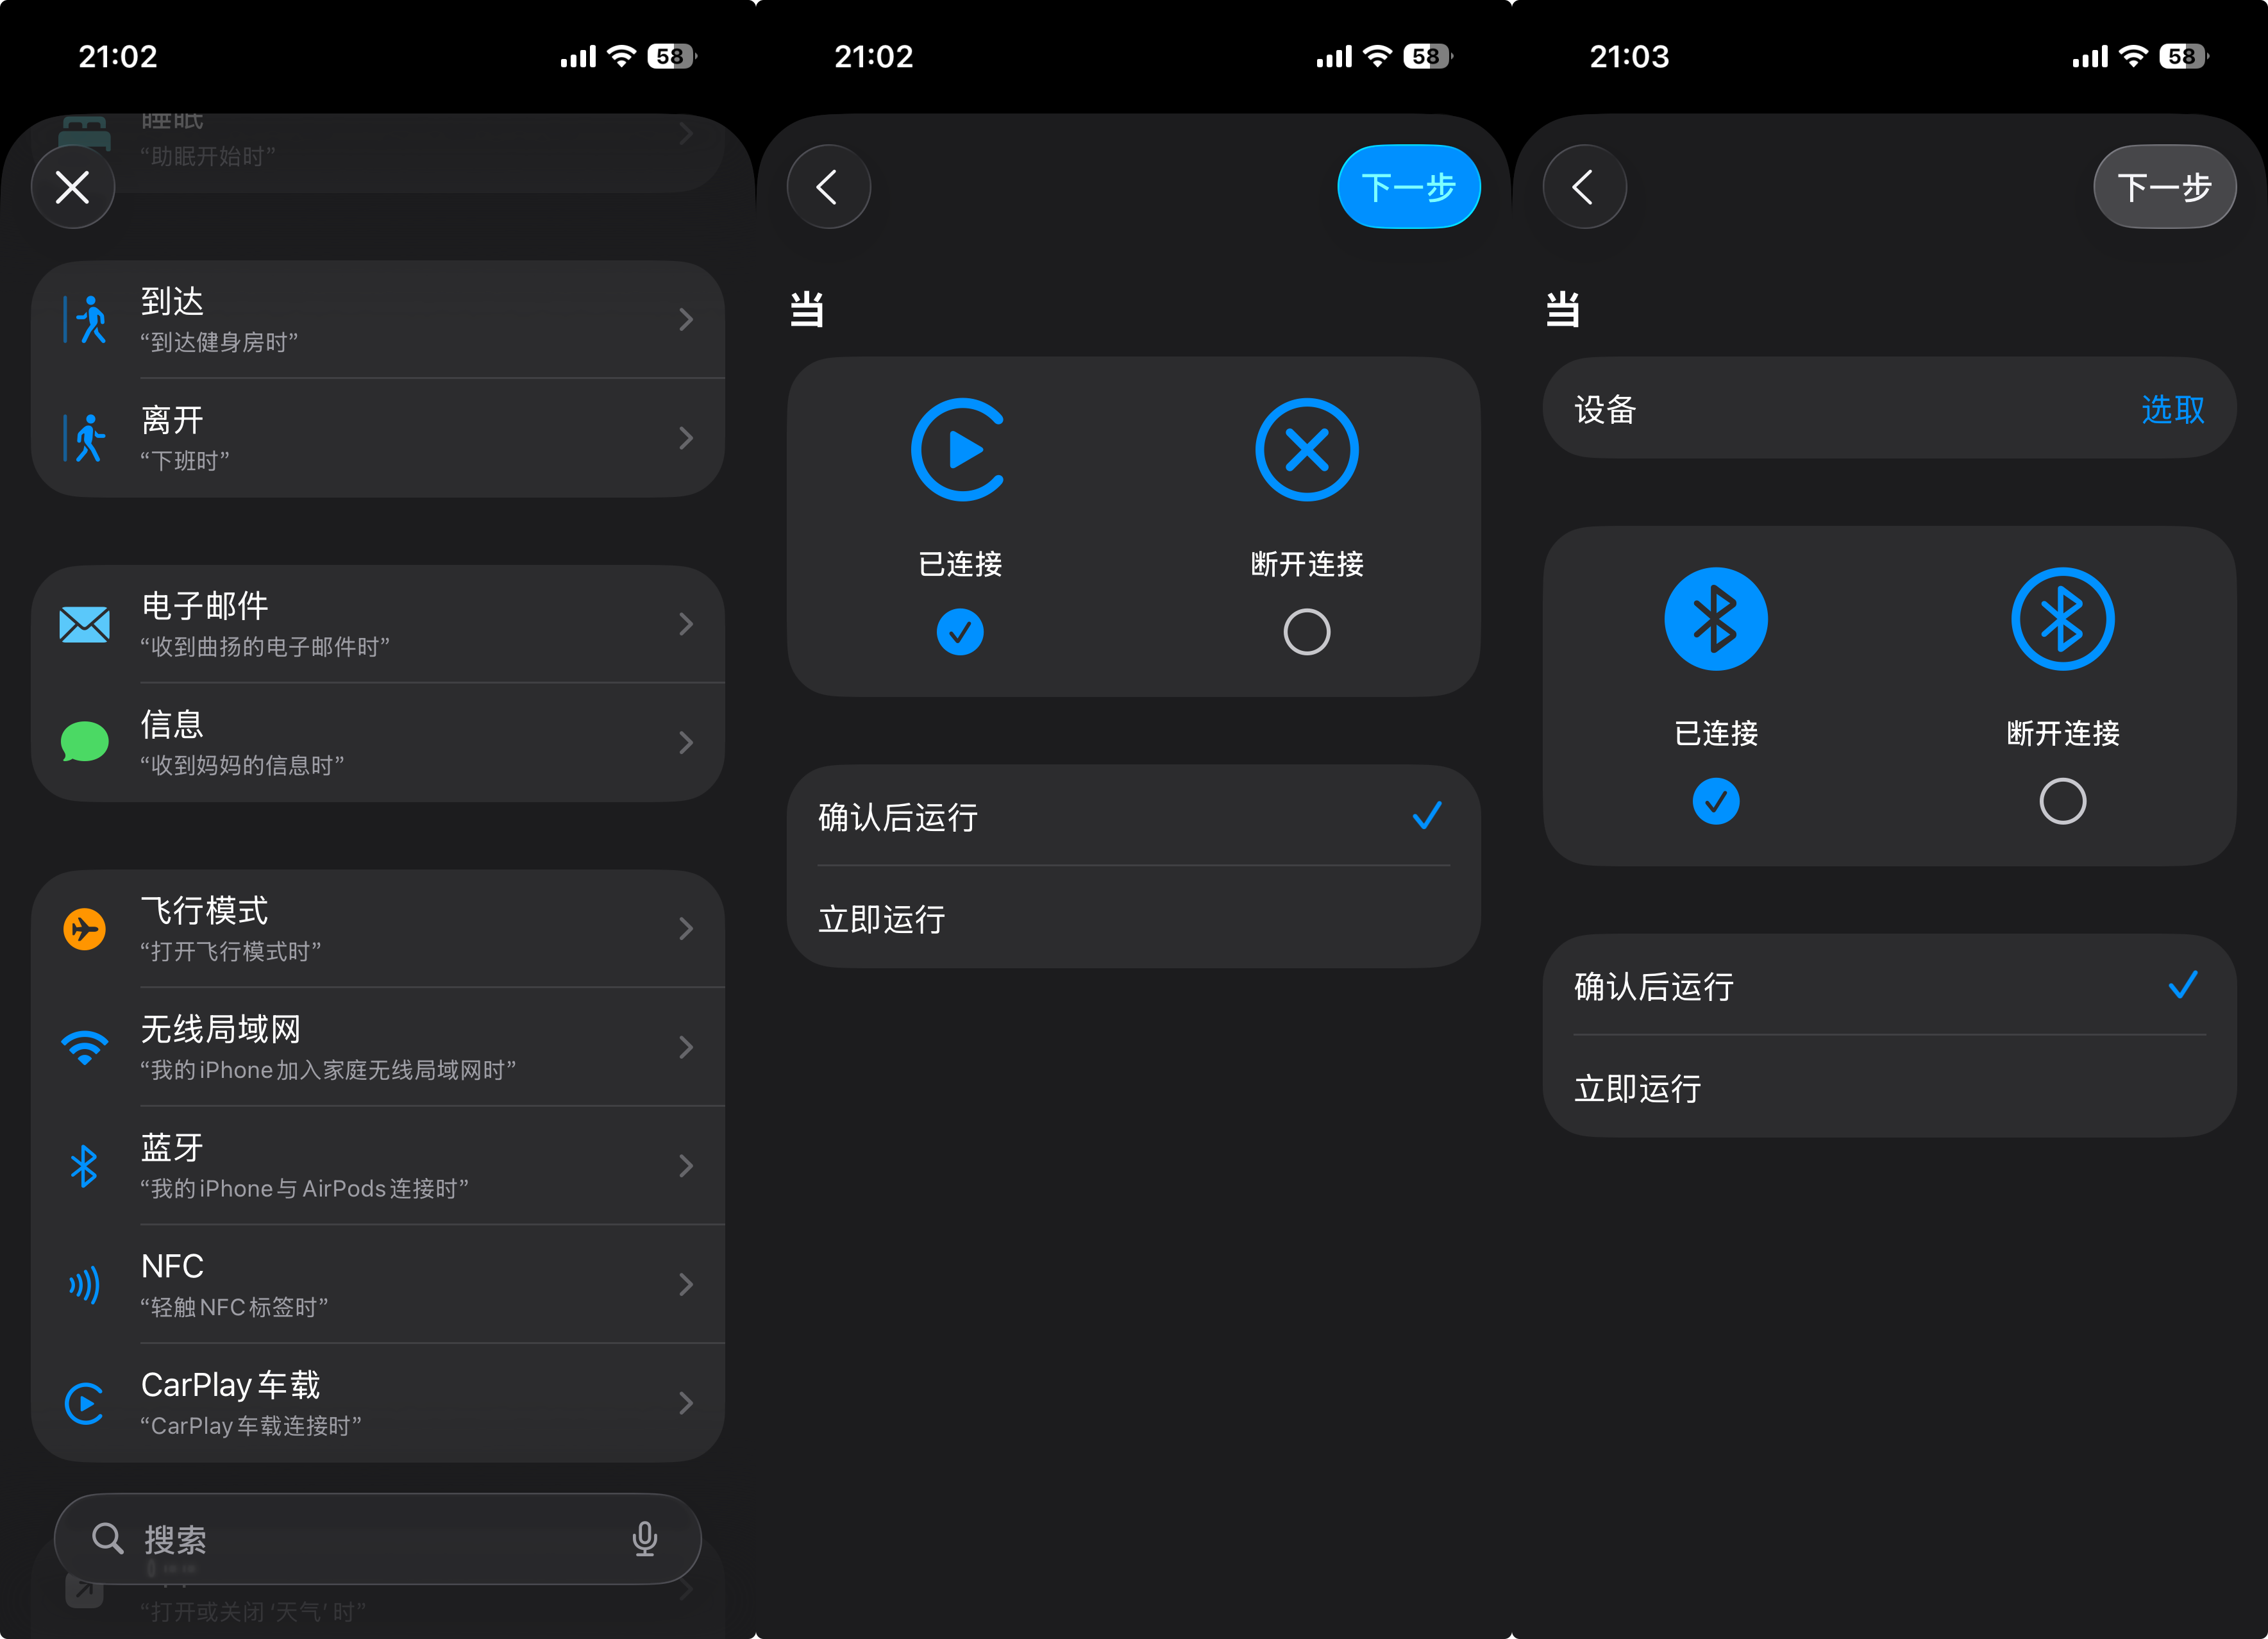 21:02
58
睡眠
“助眠开始时”
到达
“到达健身房时”
离开
“下班时”
电子邮件
“收到曲扬的电子邮件时”
信息
“收到妈妈的信息时”
飞行模式
“打开飞行模式时”
无线局域网
“我的 iPhone 加入家庭无线局域网时”
蓝牙
“我的 iPhone 与 AirPods 连接时”
NFC
“轻触 NFC 标签时”
CarPlay 车载
“CarPlay 车载连接时”
搜索
“打开或关闭 ‘天气’ 时”
21:02
58
下一步
当
已连接
断开连接
确认后运行
立即运行
21:03
58
下一步
当
设备
选取
已连接
断开连接
确认后运行
立即运行